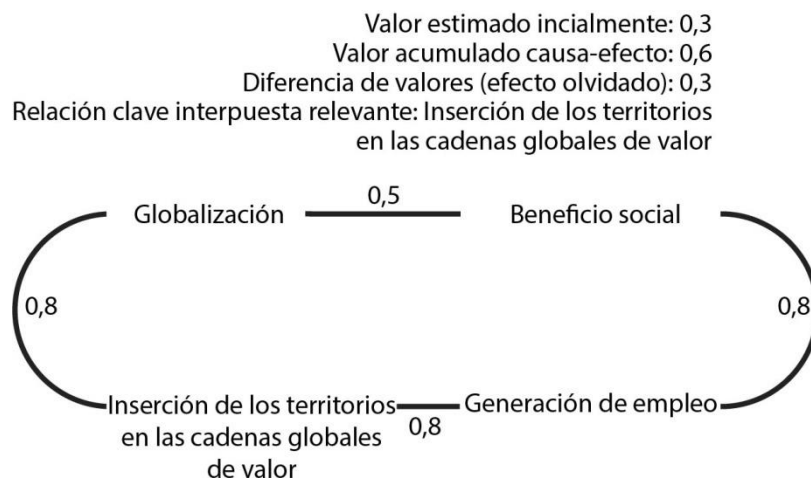 Valor estimado incialmente: 0,3
Valor acumulado causa-efecto: 0,6
Diferencia de valores (efecto olvidado): 0,3
Relación clave interpuesta relevante: Inserción de los territorios
en las cadenas globales de valor
0,5
Globalización
Beneficio social
0,8
0,8
Inserción de los territorios
en las cadenas globales
de valor
0,8
Generación de empleo